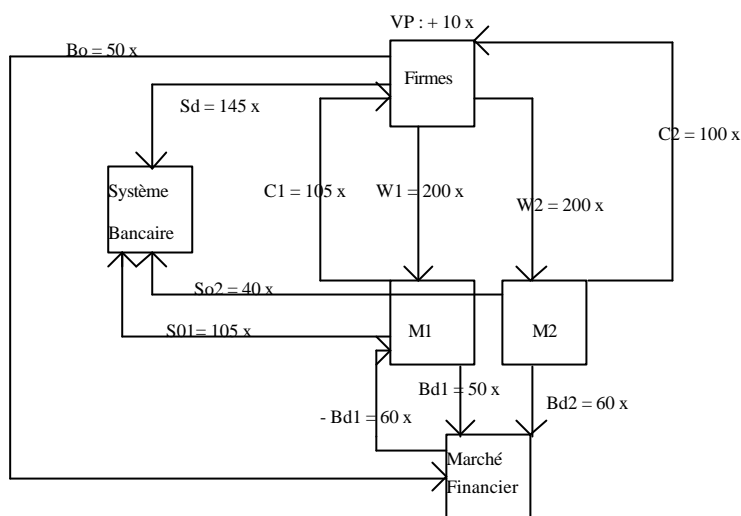 VP : + 10 x
Bo = 50 x
Firmes
Sd = 145 x
C2 = 100 x
Système
Bancaire
C1 = 105 x
W1 = 200 x
W2 = 200 x
So2 = 40 x
S01= 105 x
M1
M2
Bd1 = 50 x
Bd2 = 60 x
- Bd1 = 60 x
Marché
Financier